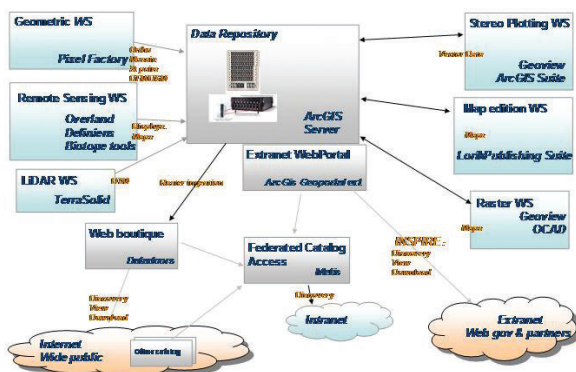 Geometric WS
Pixel Factory
Remote Sensing WS
Overland
Definiens
Biotope tools
LiDAR WS
TerraSolid
Data Repository
ArcGIS
Server
Extranet WebPortal
ArcGis Geoportal ext
Stereo Plotting WS
Geoview
ArcGIS Suite
Vector Data
Map edition WS
Maps
LorikPublishing Suite
Raster WS
Geoview
OCAD
Maps
Web boutique
Federated Catalog
Access
Discovery
View
Download
Discovery
INSPIRE:
Discovery
View
Download
Internet
Wide public
Intranet
Extranet
Web gov & partners